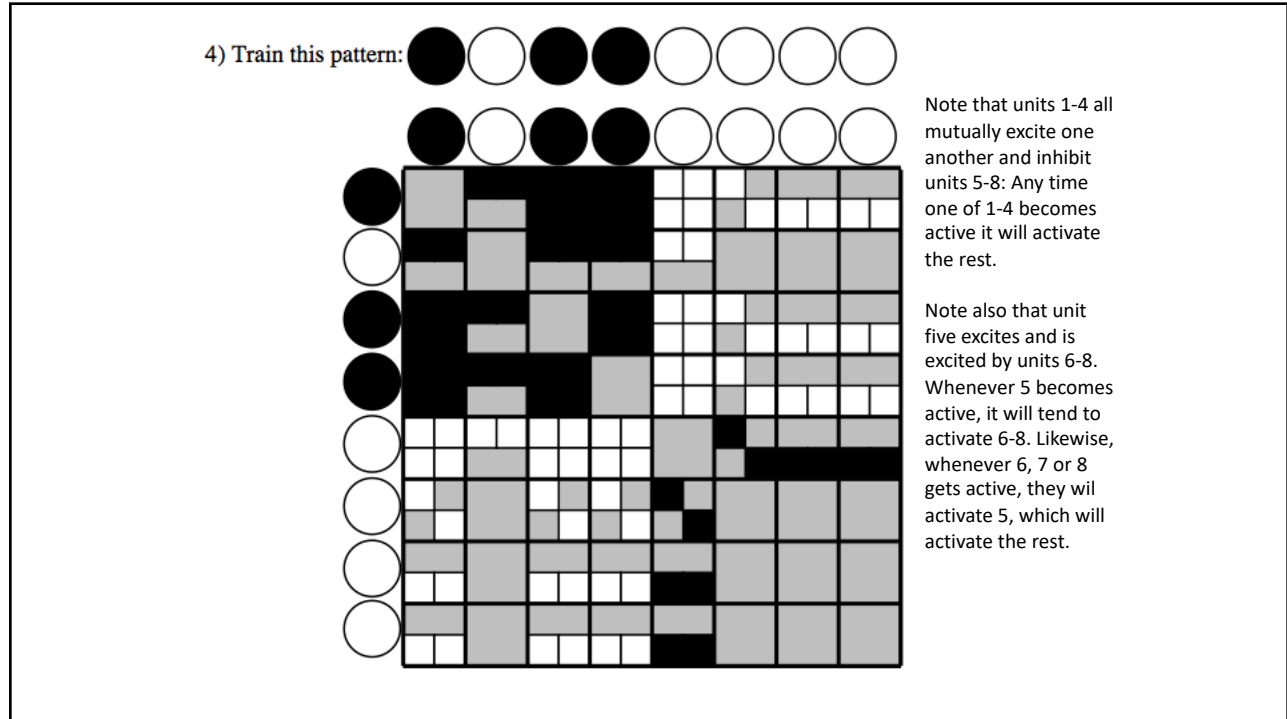 4) Train this pattern:
Note that units 1-4 all
mutually excite one
another and inhibit
units 5-8: Any time
one of 1-4 becomes
active it will activate
the rest.
Note also that unit
five excites and is
excited by units 6-8.
Whenever 5 becomes
active, it will tend to
activate 6-8. Likewise,
whenever 6, 7 or 8
gets active, they wil
activate 5, which will
activate the rest.